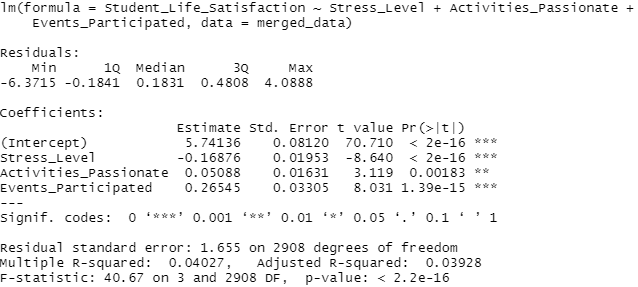 lm(formula = Student_Life_Satisfaction ~ Stress_Level + Activities_Passionate +
    Events_Participated, data = merged_data)

Residuals:
    Min      1Q  Median      3Q     Max
-6.3715 -0.1841  0.1831  0.4808  4.0888

Coefficients:
                      Estimate Std. Error t value Pr(>|t|)
(Intercept)            5.74136    0.08120  70.710  < 2e-16 ***
Stress_Level          -0.16876    0.01953  -8.640  < 2e-16 ***
Activities_Passionate  0.05088    0.01631   3.119  0.00183 **
Events_Participated    0.26545    0.03305   8.031 1.39e-15 ***
---
Signif. codes:  0 ‘***’ 0.001 ‘**’ 0.01 ‘*’ 0.05 ‘.’ 0.1 ‘ ’ 1

Residual standard error: 1.655 on 2908 degrees of freedom
Multiple R-squared:  0.04027,   Adjusted R-squared:  0.03928
F-statistic: 40.67 on 3 and 2908 DF,  p-value: < 2.2e-16